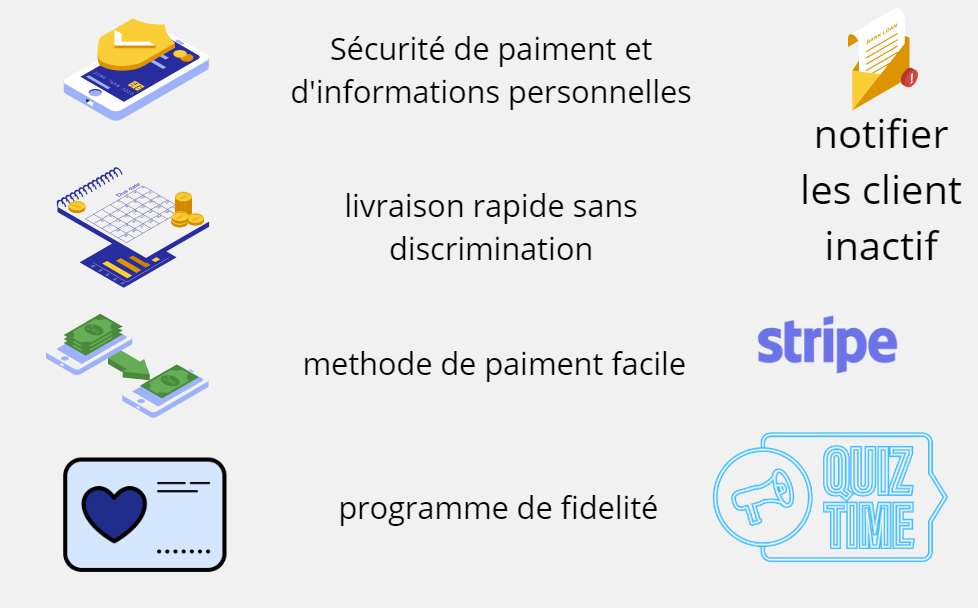 Sécurité de paiment et
d'informations personnelles
BANK LOAN
notifier
les client
inactif
Due date
livraison rapide sans
discrimination
methode de paiment facile
stripe
programme de fidelité
QUIZ
TIME